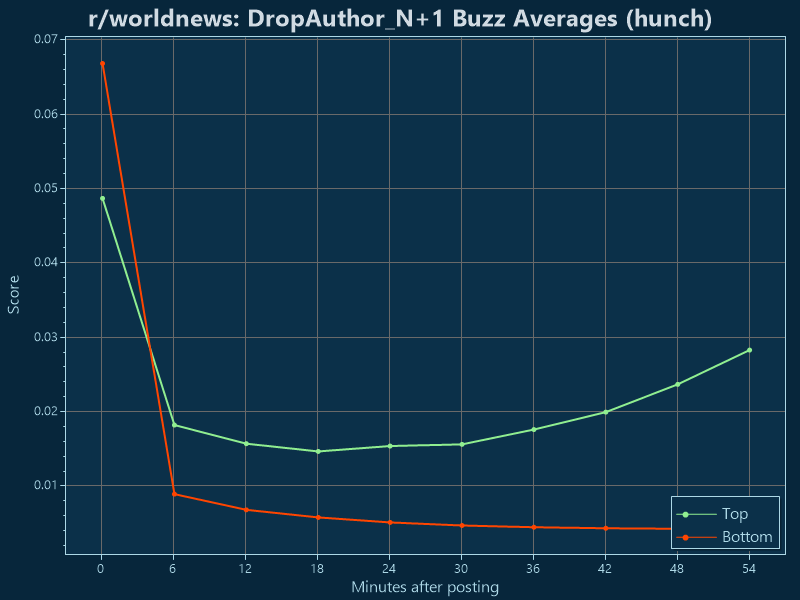 r/worldnews: DropAuthor_N+1 Buzz Averages (hunch)
0.07
0.06
0.05
0.04
0.03
0.02
0.01
Score
0 6 12 18 24 30 36 42 48 54
Minutes after posting
Top
Bottom